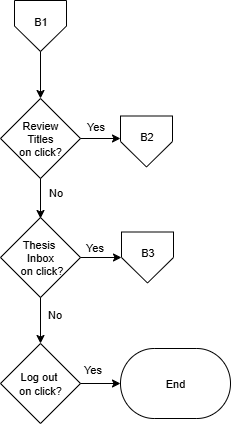 B1
Review
Titles
on click?
Yes
B2
No
Thesis
Inbox
on click?
Yes
B3
No
Log out
on click?
Yes
End